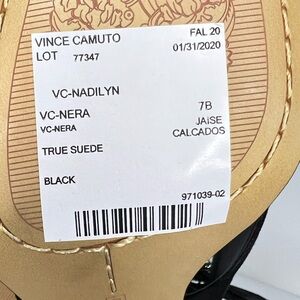 VINCE CAMUTO FAL 20
LOT 77347 01/31/2020
VC-NADILYN
VC-NERA 7B
VC-NERA JAISE
TRUE SUEDE CALCADOS
BLACK
971039-02